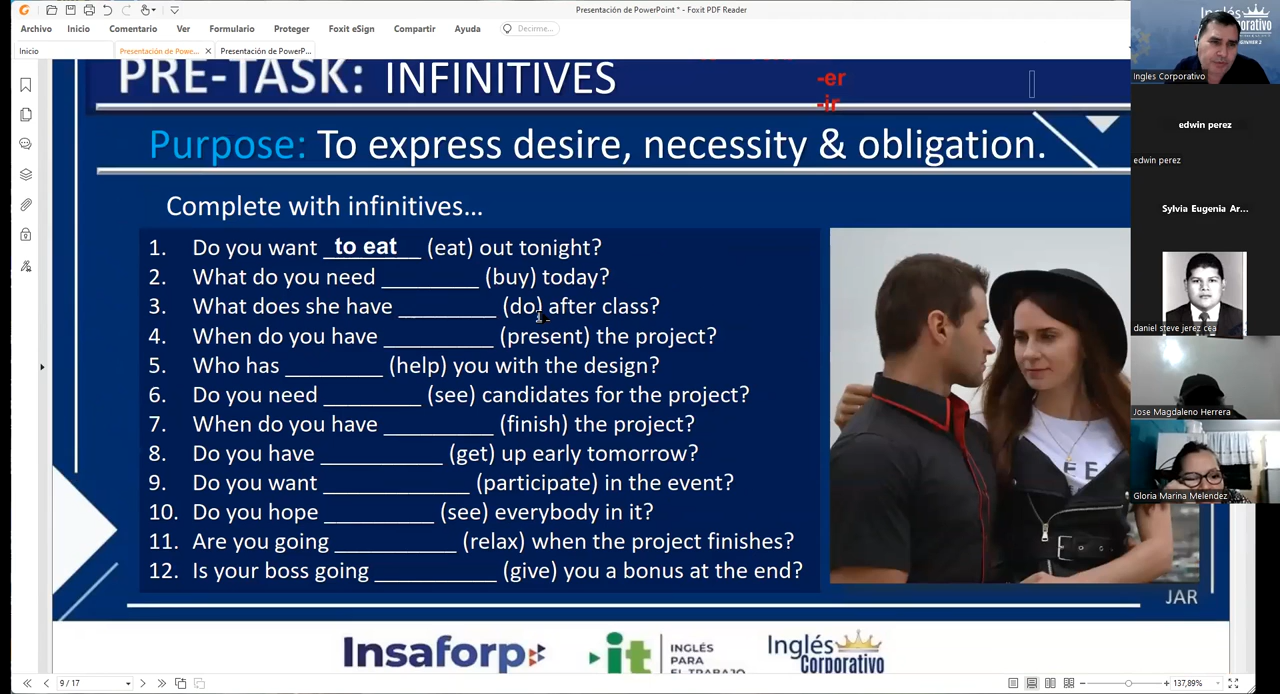 Presentación de PowerPoint * - Foxit PDF Reader
Archivo Inicio Comentario Ver Formulario Proteger Foxit eSign Compartir Ayuda Decirme...
Inicio Presentación de Powe... Presentación de PowerP...
PRE-TASK: INFINITIVES
-er
-ir
Purpose: To express desire, necessity & obligation.
Complete with infinitives...
1. Do you want to eat (eat) out tonight?
2. What do you need _________ (buy) today?
3. What does she have _________ (do) after class?
4. When do you have __________ (present) the project?
5. Who has _________ (help) you with the design?
6. Do you need _________ (see) candidates for the project?
7. When do you have __________ (finish) the project?
8. Do you have ___________ (get) up early tomorrow?
9. Do you want _____________ (participate) in the event?
10. Do you hope __________ (see) everybody in it?
11. Are you going ___________ (relax) when the project finishes?
12. Is your boss going ___________ (give) you a bonus at the end?
FE
JAR
Insaforp
it INGLÉS
PARA
EL TRABAJO
Inglés
Corporativo
9 / 17
137,89%
Inglés
Corporativo
Ingles Corporativo
edwin perez
edwin perez
Sylvia Eugenia Ar...
daniel steve jerez cea
Jose Magdaleno Herrera
Gloria Marina Melendez